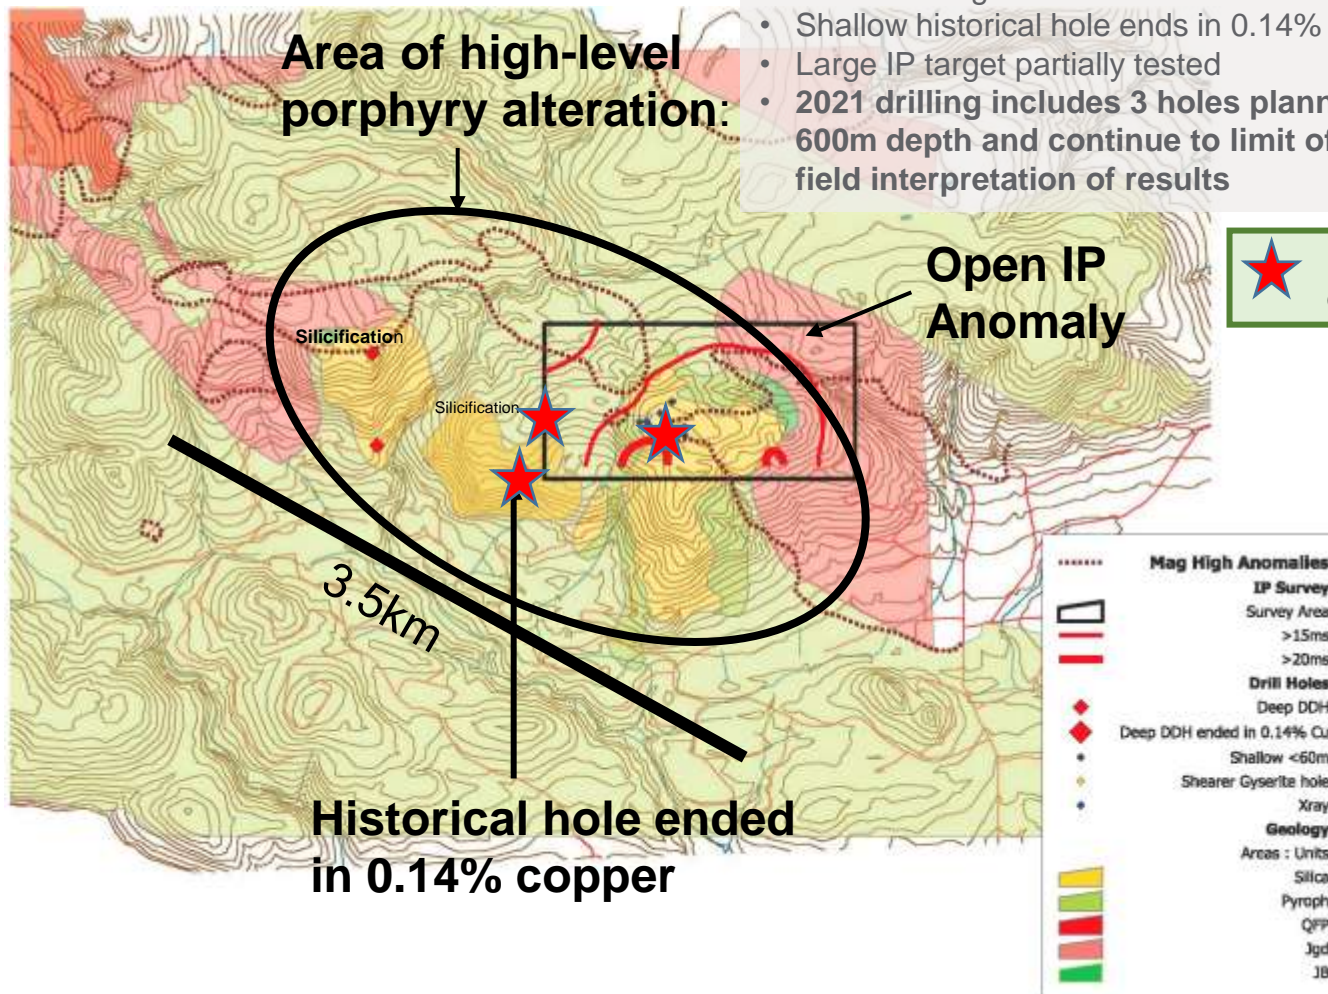 Area of high-level
porphyry alteration:
• Shallow historical hole ends in 0.14%
• Large IP target partially tested
• 2021 drilling includes 3 holes plann
600m depth and continue to limit of
field interpretation of results
Open IP
Anomaly
Silicification
Silicification
3.5km
Historical hole ended
in 0.14% copper
Mag High Anomalies
IP Survey
Survey Area
>15ms
>20ms
Drill Holes
Deep DDH
Deep DDH ended in 0.14% Cu
Shallow <60m
Shearer Gyserite hole
Xray
Geology
Areas : Units
Silica
Pyroph
QFP
Jgd
JB